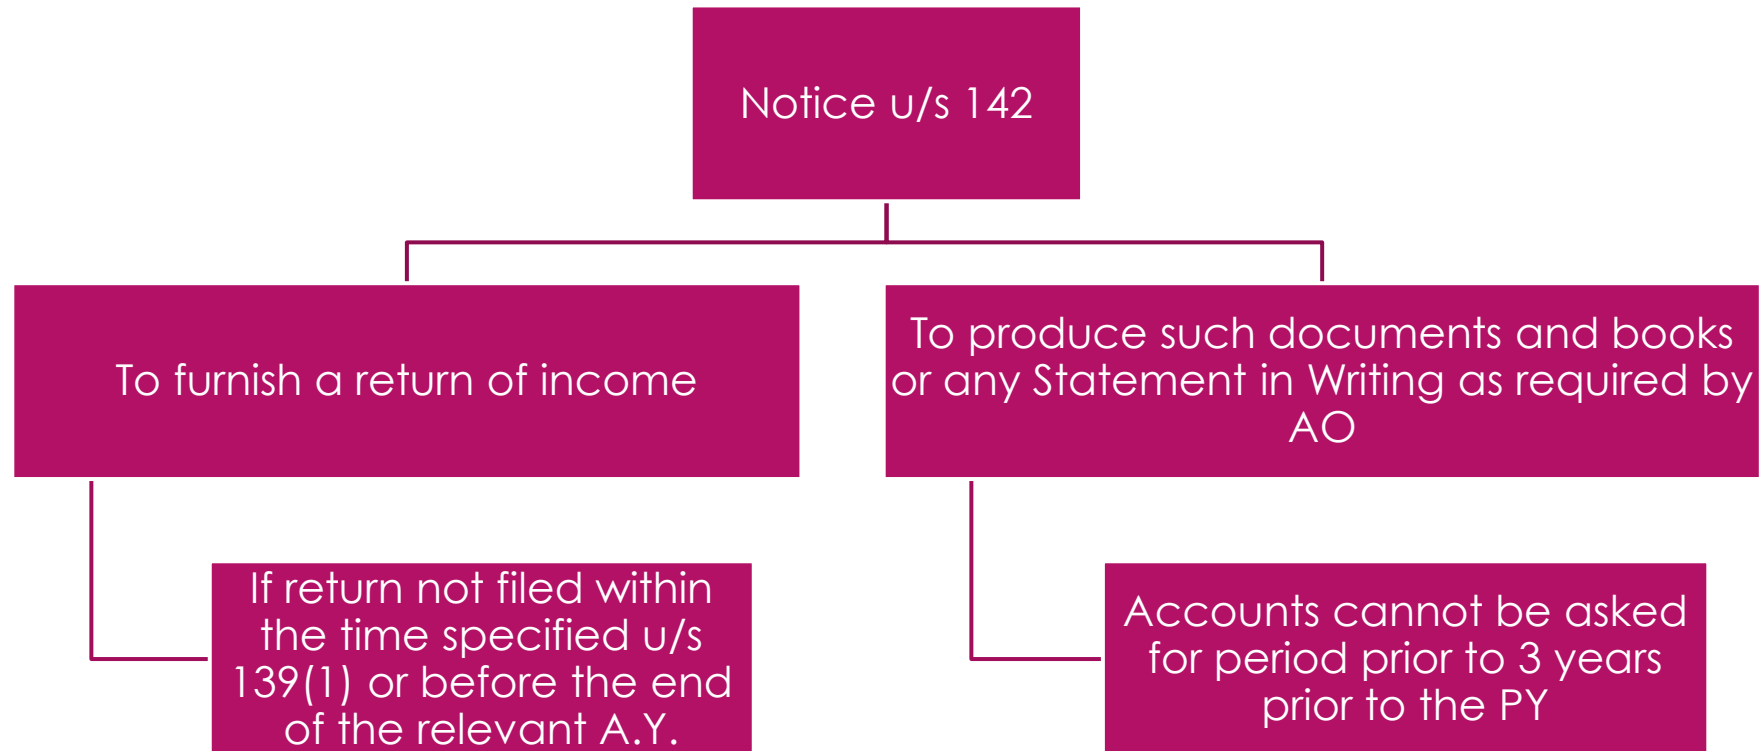 Notice u/s 142
To furnish a return of income
To produce such documents and books
or any Statement in Writing as required by
AO
If return not filed within
the time specified u/s
139(1) or before the end
of the relevant A.Y.
Accounts cannot be asked
for period prior to 3 years
prior to the PY